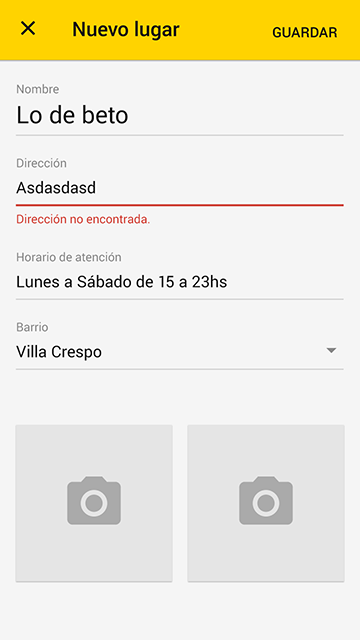 Nuevo lugar
GUARDAR
Nombre
Lo de beto
Dirección
Asdasdasd
Dirección no encontrada.
Horario de atención
Lunes a Sábado de 15 a 23hs
Barrio
Villa Crespo